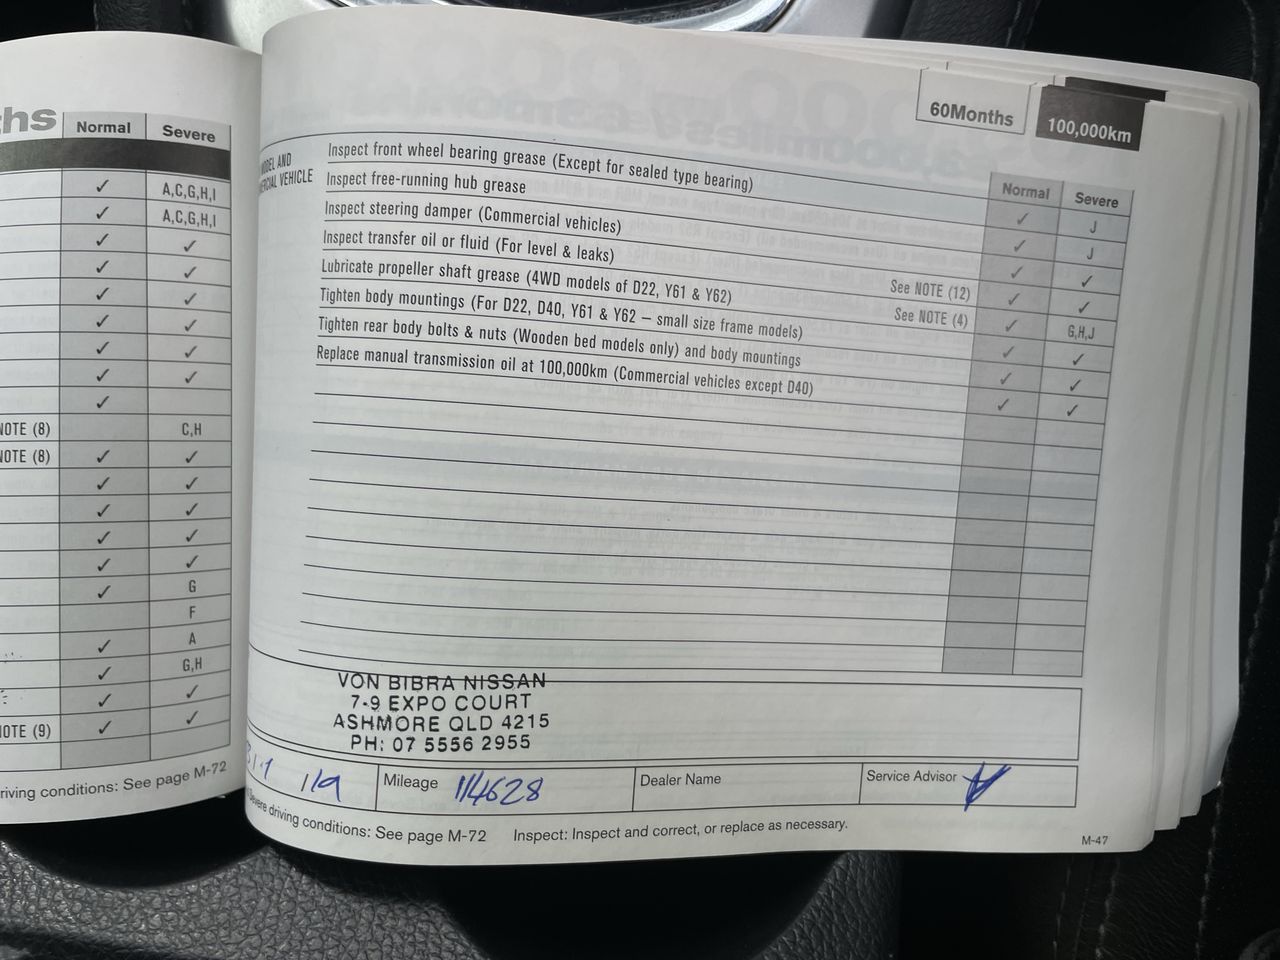 ths
Normal Severe
✓ A,C,G,H,I
✓ A,C,G,H,I
✓ ✓
✓ ✓
✓ ✓
✓ ✓
✓ ✓
✓ ✓
✓
NOTE (8) C,H
NOTE (8) ✓ ✓
✓ ✓
✓ ✓
✓ ✓
✓ ✓
✓ G
F
✓ A
✓ G,H
✓ ✓
NOTE (9) ✓ ✓
riving conditions: See page M-72
60Months 100,000km
MODEL AND
VEHICLE
Normal Severe
Inspect front wheel bearing grease (Except for sealed type bearing) ✓ J
Inspect free-running hub grease ✓ J
Inspect steering damper (Commercial vehicles) ✓ ✓
Inspect transfer oil or fluid (For level & leaks) See NOTE (12) ✓ ✓
Lubricate propeller shaft grease (4WD models of D22, Y61 & Y62) See NOTE (4) ✓ G,H,J
Tighten body mountings (For D22, D40, Y61 & Y62 – small size frame models) ✓ ✓
Tighten rear body bolts & nuts (Wooden bed models only) and body mountings ✓ ✓
Replace manual transmission oil at 100,000km (Commercial vehicles except D40) ✓ ✓
VON BIBRA NISSAN
7-9 EXPO COURT
ASHMORE QLD 4215
PH: 07 5556 2955
Mileage 114628 Dealer Name Service Advisor
Severe driving conditions: See page M-72 Inspect: Inspect and correct, or replace as necessary.
M-47